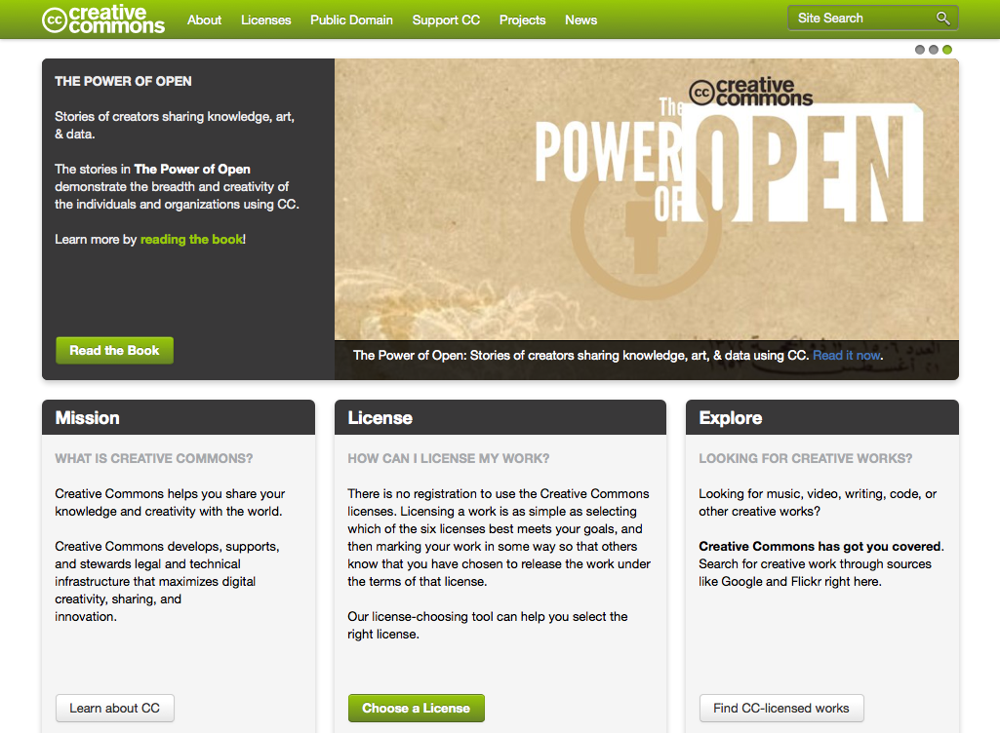 creative
commons
About
Licenses
Public Domain
Support CC
Projects
News
Site Search
THE POWER OF OPEN
Stories of creators sharing knowledge, art,
& data.
The stories in The Power of Open
demonstrate the breadth and creativity of
the individuals and organizations using CC.
Learn more by reading the book!
Read the Book
cc creative
commons
The
POWER
OF
OPEN
The Power of Open: Stories of creators sharing knowledge, art, & data using CC. Read it now.
Mission
WHAT IS CREATIVE COMMONS?
Creative Commons helps you share your
knowledge and creativity with the world.
Creative Commons develops, supports,
and stewards legal and technical
infrastructure that maximizes digital
creativity, sharing, and
innovation.
Learn about CC
License
HOW CAN I LICENSE MY WORK?
There is no registration to use the Creative Commons
licenses. Licensing a work is as simple as selecting
which of the six licenses best meets your goals, and
then marking your work in some way so that others
know that you have chosen to release the work under
the terms of that license.
Our license-choosing tool can help you select the
right license.
Choose a License
Explore
LOOKING FOR CREATIVE WORKS?
Looking for music, video, writing, code, or
other creative works?
Creative Commons has got you covered.
Search for creative work through sources
like Google and Flickr right here.
Find CC-licensed works